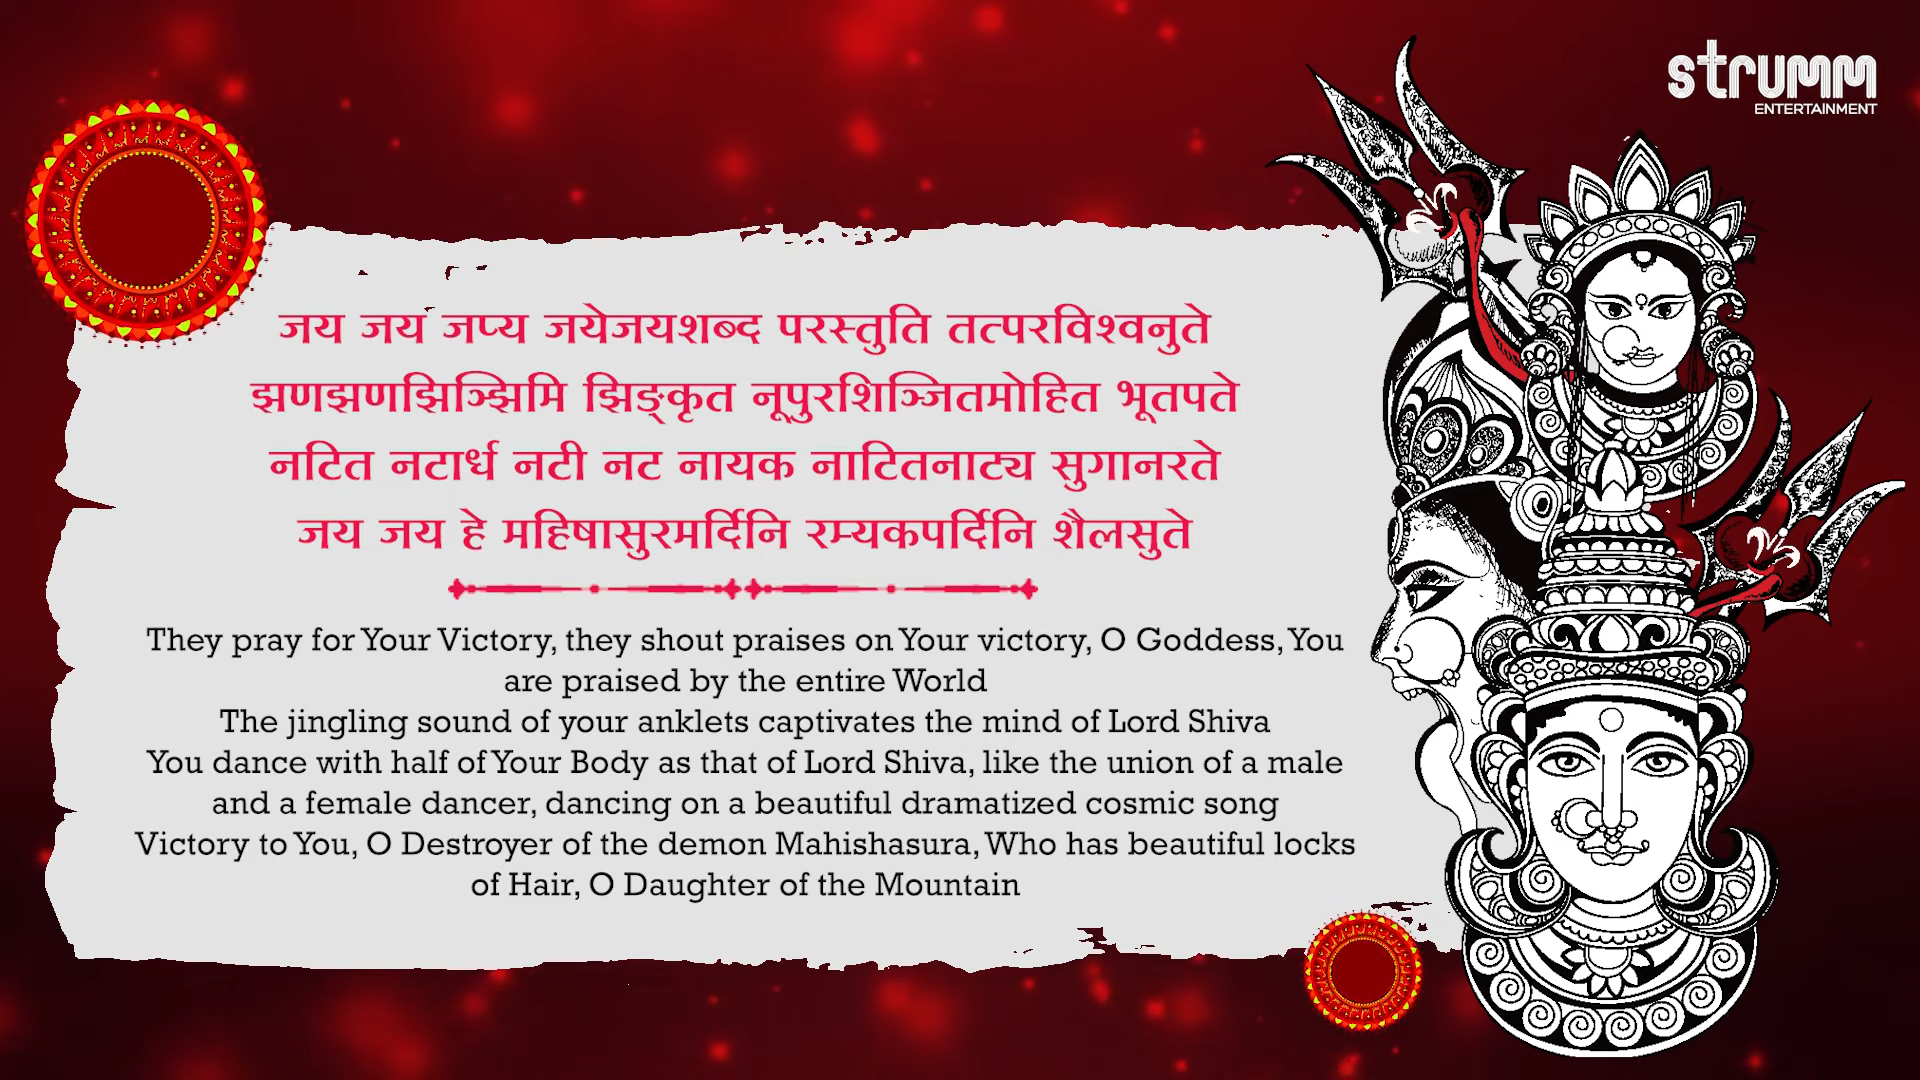 strumm
ENTERTAINMENT
जय जय जप्य जयेजयशब्द परस्तुति तत्परविश्वनुते
झणझणझिञ्झिमि झिङ्कृत नूपुरशिञ्जितमोहित भूतपते
नटित नटार्ध नटी नट नायक नाटितनाट्य सुगानरते
जय जय हे महिषासुरमर्दिनि रम्यकपर्दिनि शैलसुते
They pray for Your Victory, they shout praises on Your victory, O Goddess, You
are praised by the entire World
The jingling sound of your anklets captivates the mind of Lord Shiva
You dance with half of Your Body as that of Lord Shiva, like the union of a male
and a female dancer, dancing on a beautiful dramatized cosmic song
Victory to You, O Destroyer of the demon Mahishasura, Who has beautiful locks
of Hair, O Daughter of the Mountain